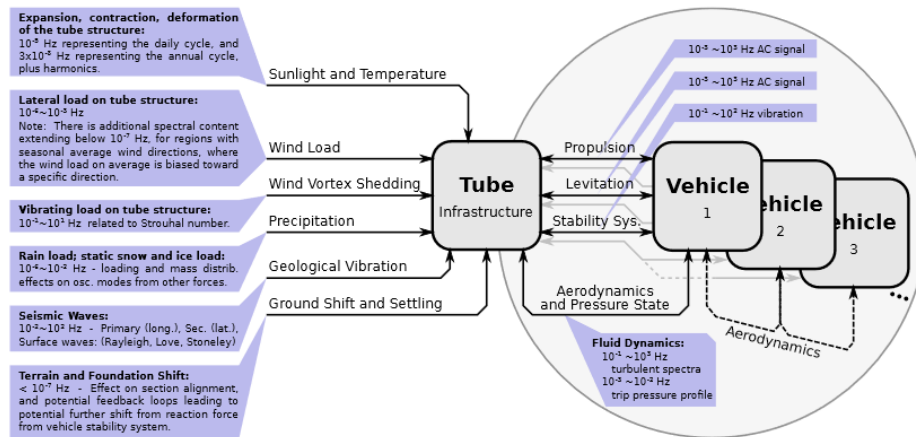 Expansion, contraction, deformation
of the tube structure:
10⁻⁵ Hz representing the daily cycle, and
3x10⁻⁸ Hz representing the annual cycle,
plus harmonics.
Lateral load on tube structure:
10⁻⁶~10⁻³ Hz
Note: There is additional spectral content
extending below 10⁻⁷ Hz, for regions with
seasonal average wind directions, where
the wind load on average is biased toward
a specific direction.
Vibrating load on tube structure:
10⁻¹~10¹ Hz related to Strouhal number.
Rain load; static snow and ice load:
10⁻⁶~10⁻² Hz - loading and mass distrib.
effects on osc. modes from other forces.
Seismic Waves:
10⁻²~10² Hz - Primary (long.), Sec. (lat.),
Surface waves: (Rayleigh, Love, Stoneley)
Terrain and Foundation Shift:
< 10⁻⁷ Hz - Effect on section alignment,
and potential feedback loops leading to
potential further shift from reaction force
from vehicle stability system.
Sunlight and Temperature
Wind Load
Wind Vortex Shedding
Precipitation
Geological Vibration
Ground Shift and Settling
Tube
Infrastructure
10⁻³ ~10³ Hz AC signal
10⁻³ ~10³ Hz AC signal
10⁻¹ ~10² Hz vibration
Propulsion
Levitation
Stability Sys.
Aerodynamics
and Pressure State
Vehicle
1
ehicle
2
ehicle
3
...
Aerodynamics
Fluid Dynamics:
10⁻¹ ~10³ Hz
turbulent spectra
10⁻³ ~10⁻² Hz
trip pressure profile